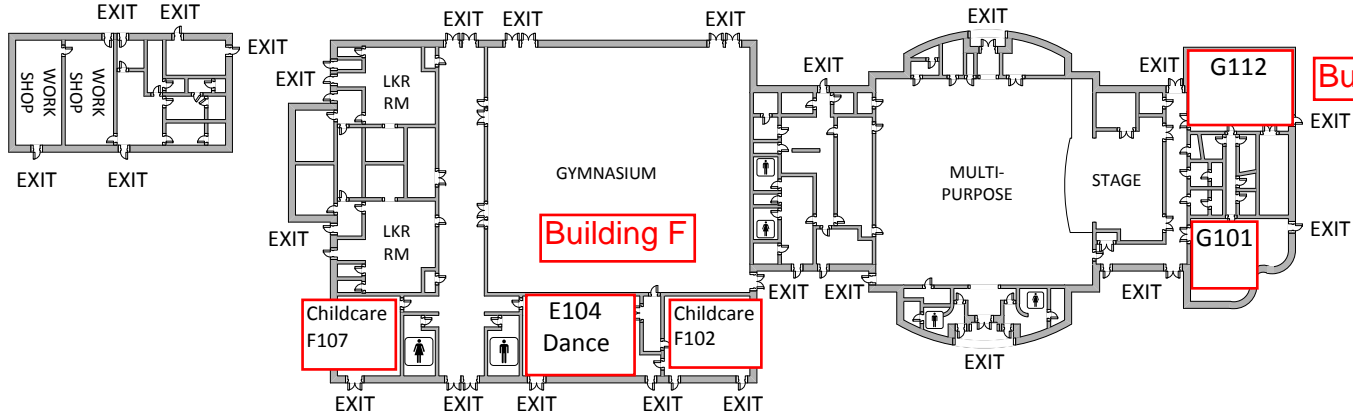 EXIT EXIT
EXIT
WORK
SHOP
WORK
SHOP
EXIT EXIT
EXIT EXIT EXIT
EXIT
LKR
RM
GYMNASIUM
Building F
LKR
RM
EXIT
Childcare
F107
E104
Dance
Childcare
F102
EXIT EXIT EXIT EXIT EXIT
EXIT
EXIT
MULTI-
PURPOSE
STAGE
EXIT
EXIT
EXIT
EXIT
EXIT
EXIT
G112
Bu
EXIT
G101
EXIT